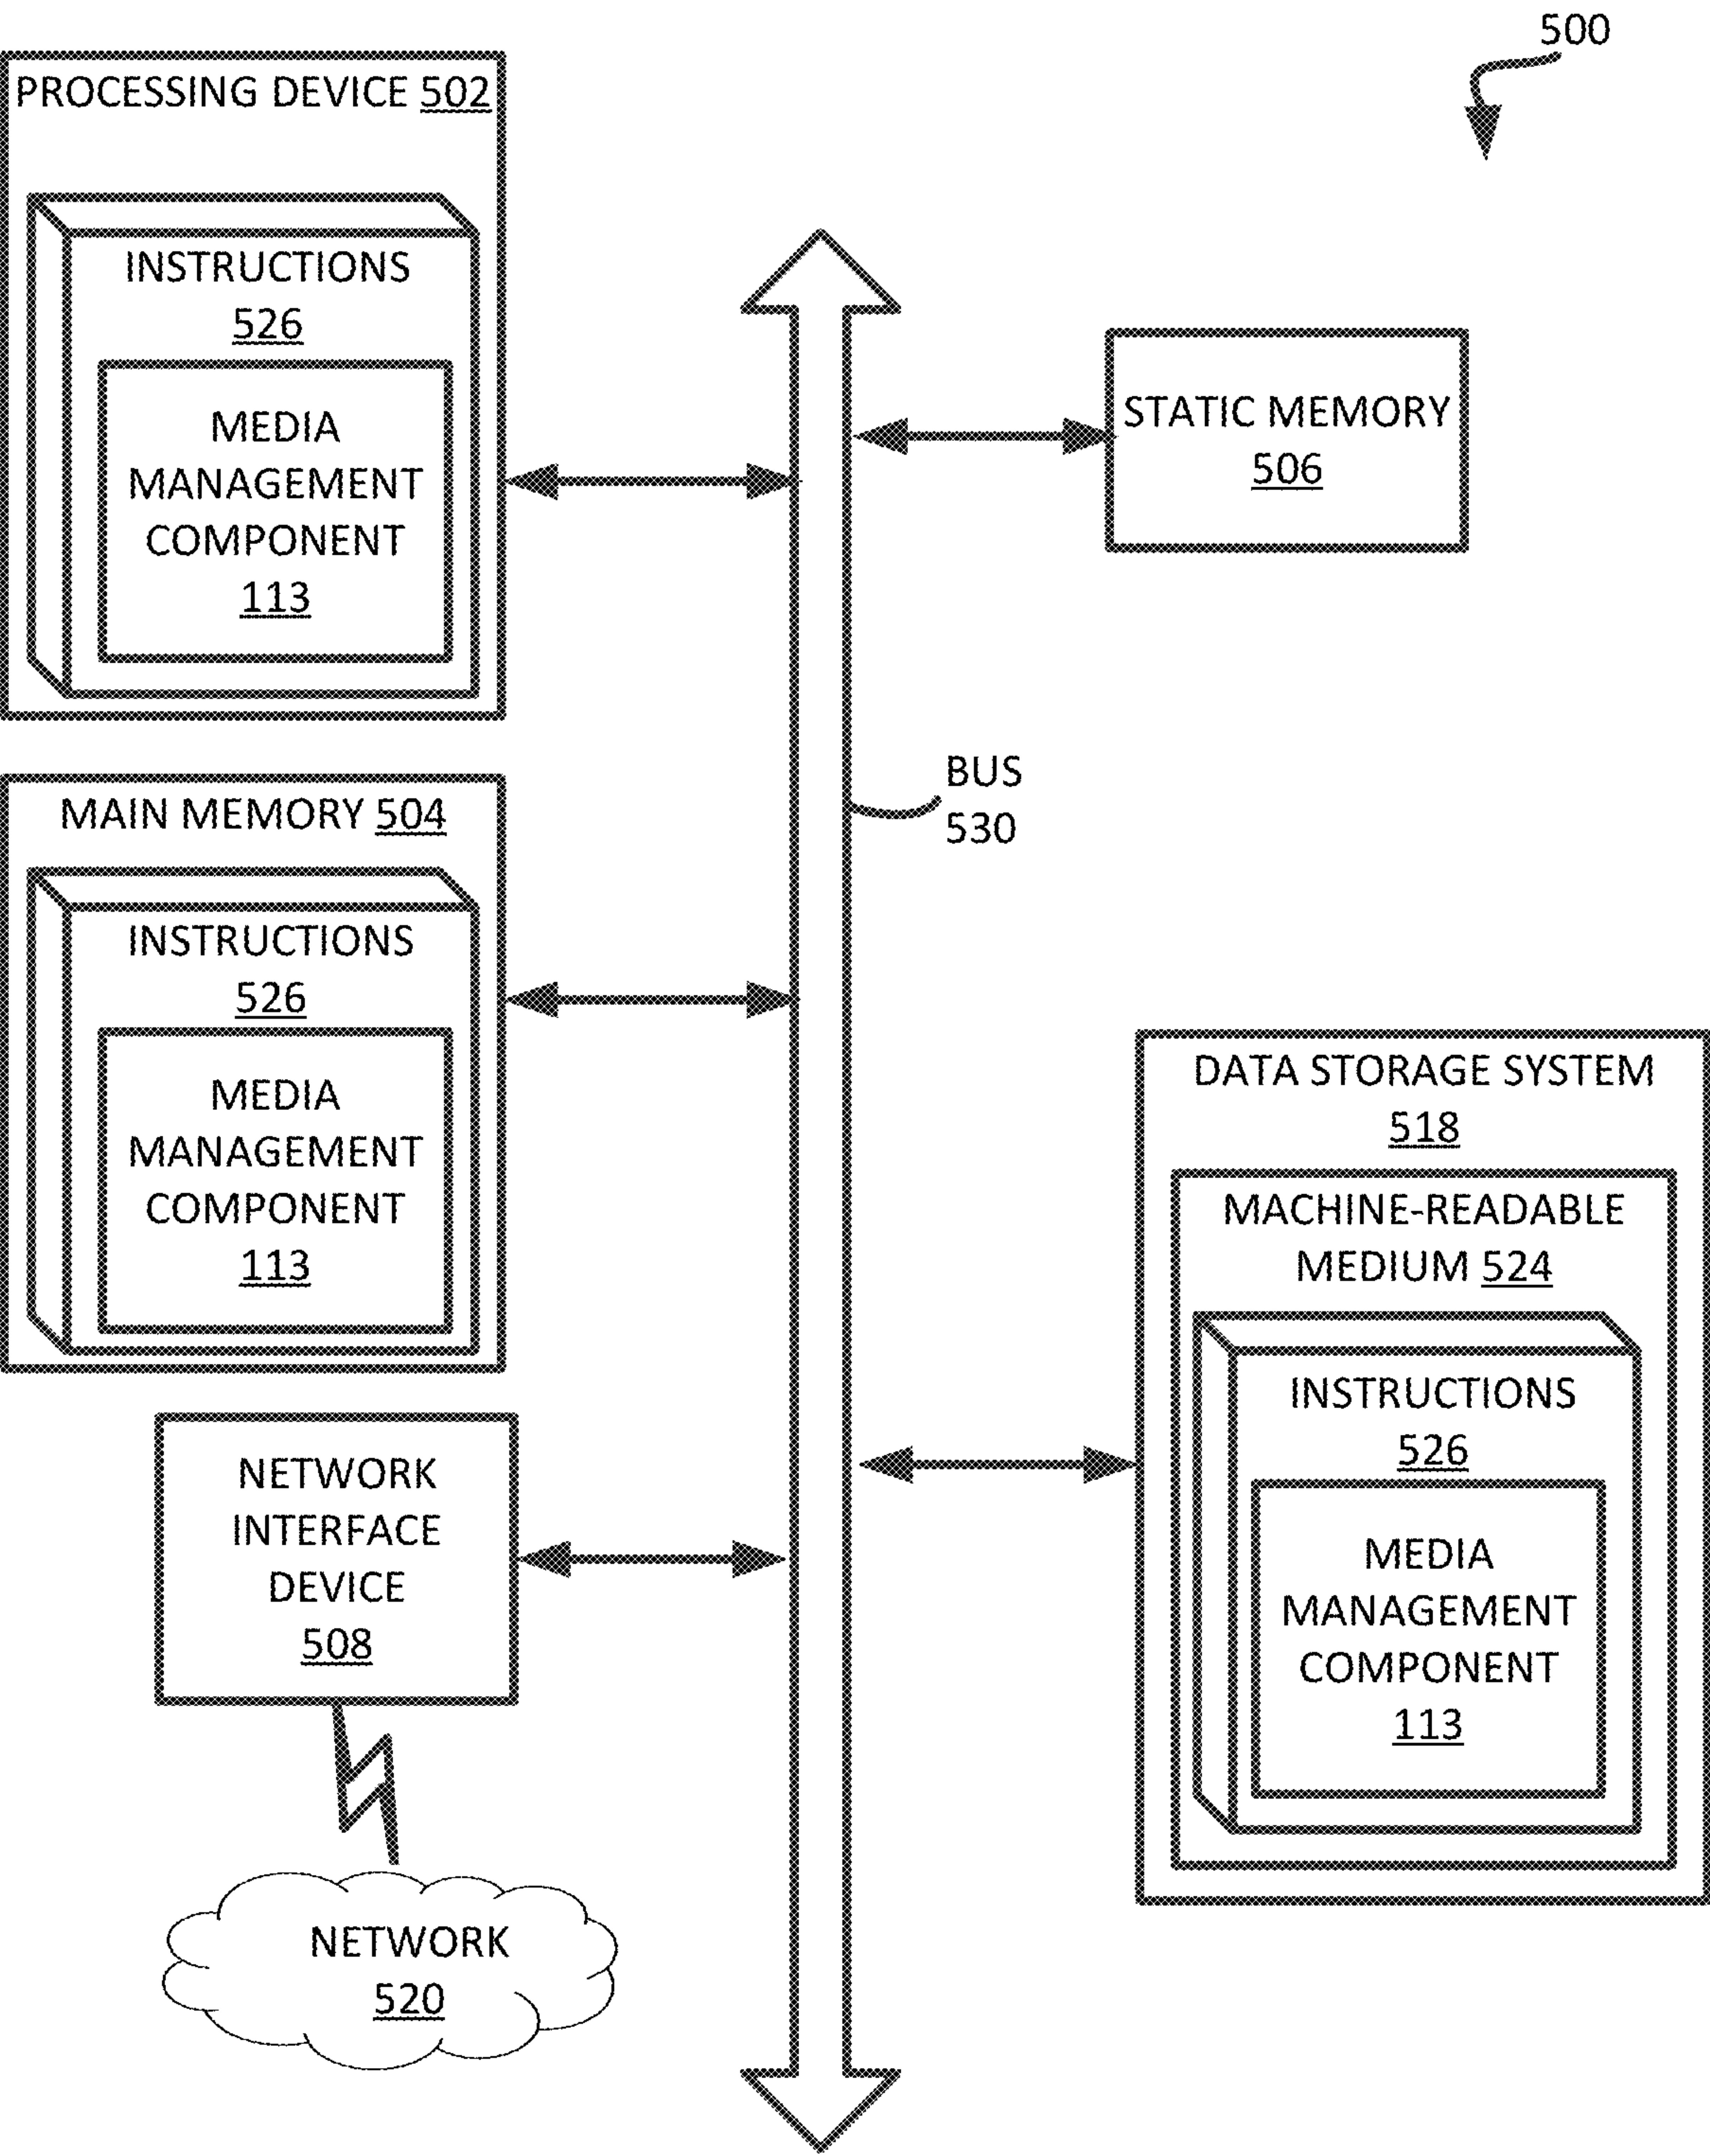 500
PROCESSING DEVICE 502
INSTRUCTIONS
526
MEDIA
MANAGEMENT
COMPONENT
113
STATIC MEMORY
506
BUS
530
MAIN MEMORY 504
INSTRUCTIONS
526
MEDIA
MANAGEMENT
COMPONENT
113
DATA STORAGE SYSTEM
518
MACHINE-READABLE
MEDIUM 524
INSTRUCTIONS
526
MEDIA
MANAGEMENT
COMPONENT
113
NETWORK
INTERFACE
DEVICE
508
NETWORK
520